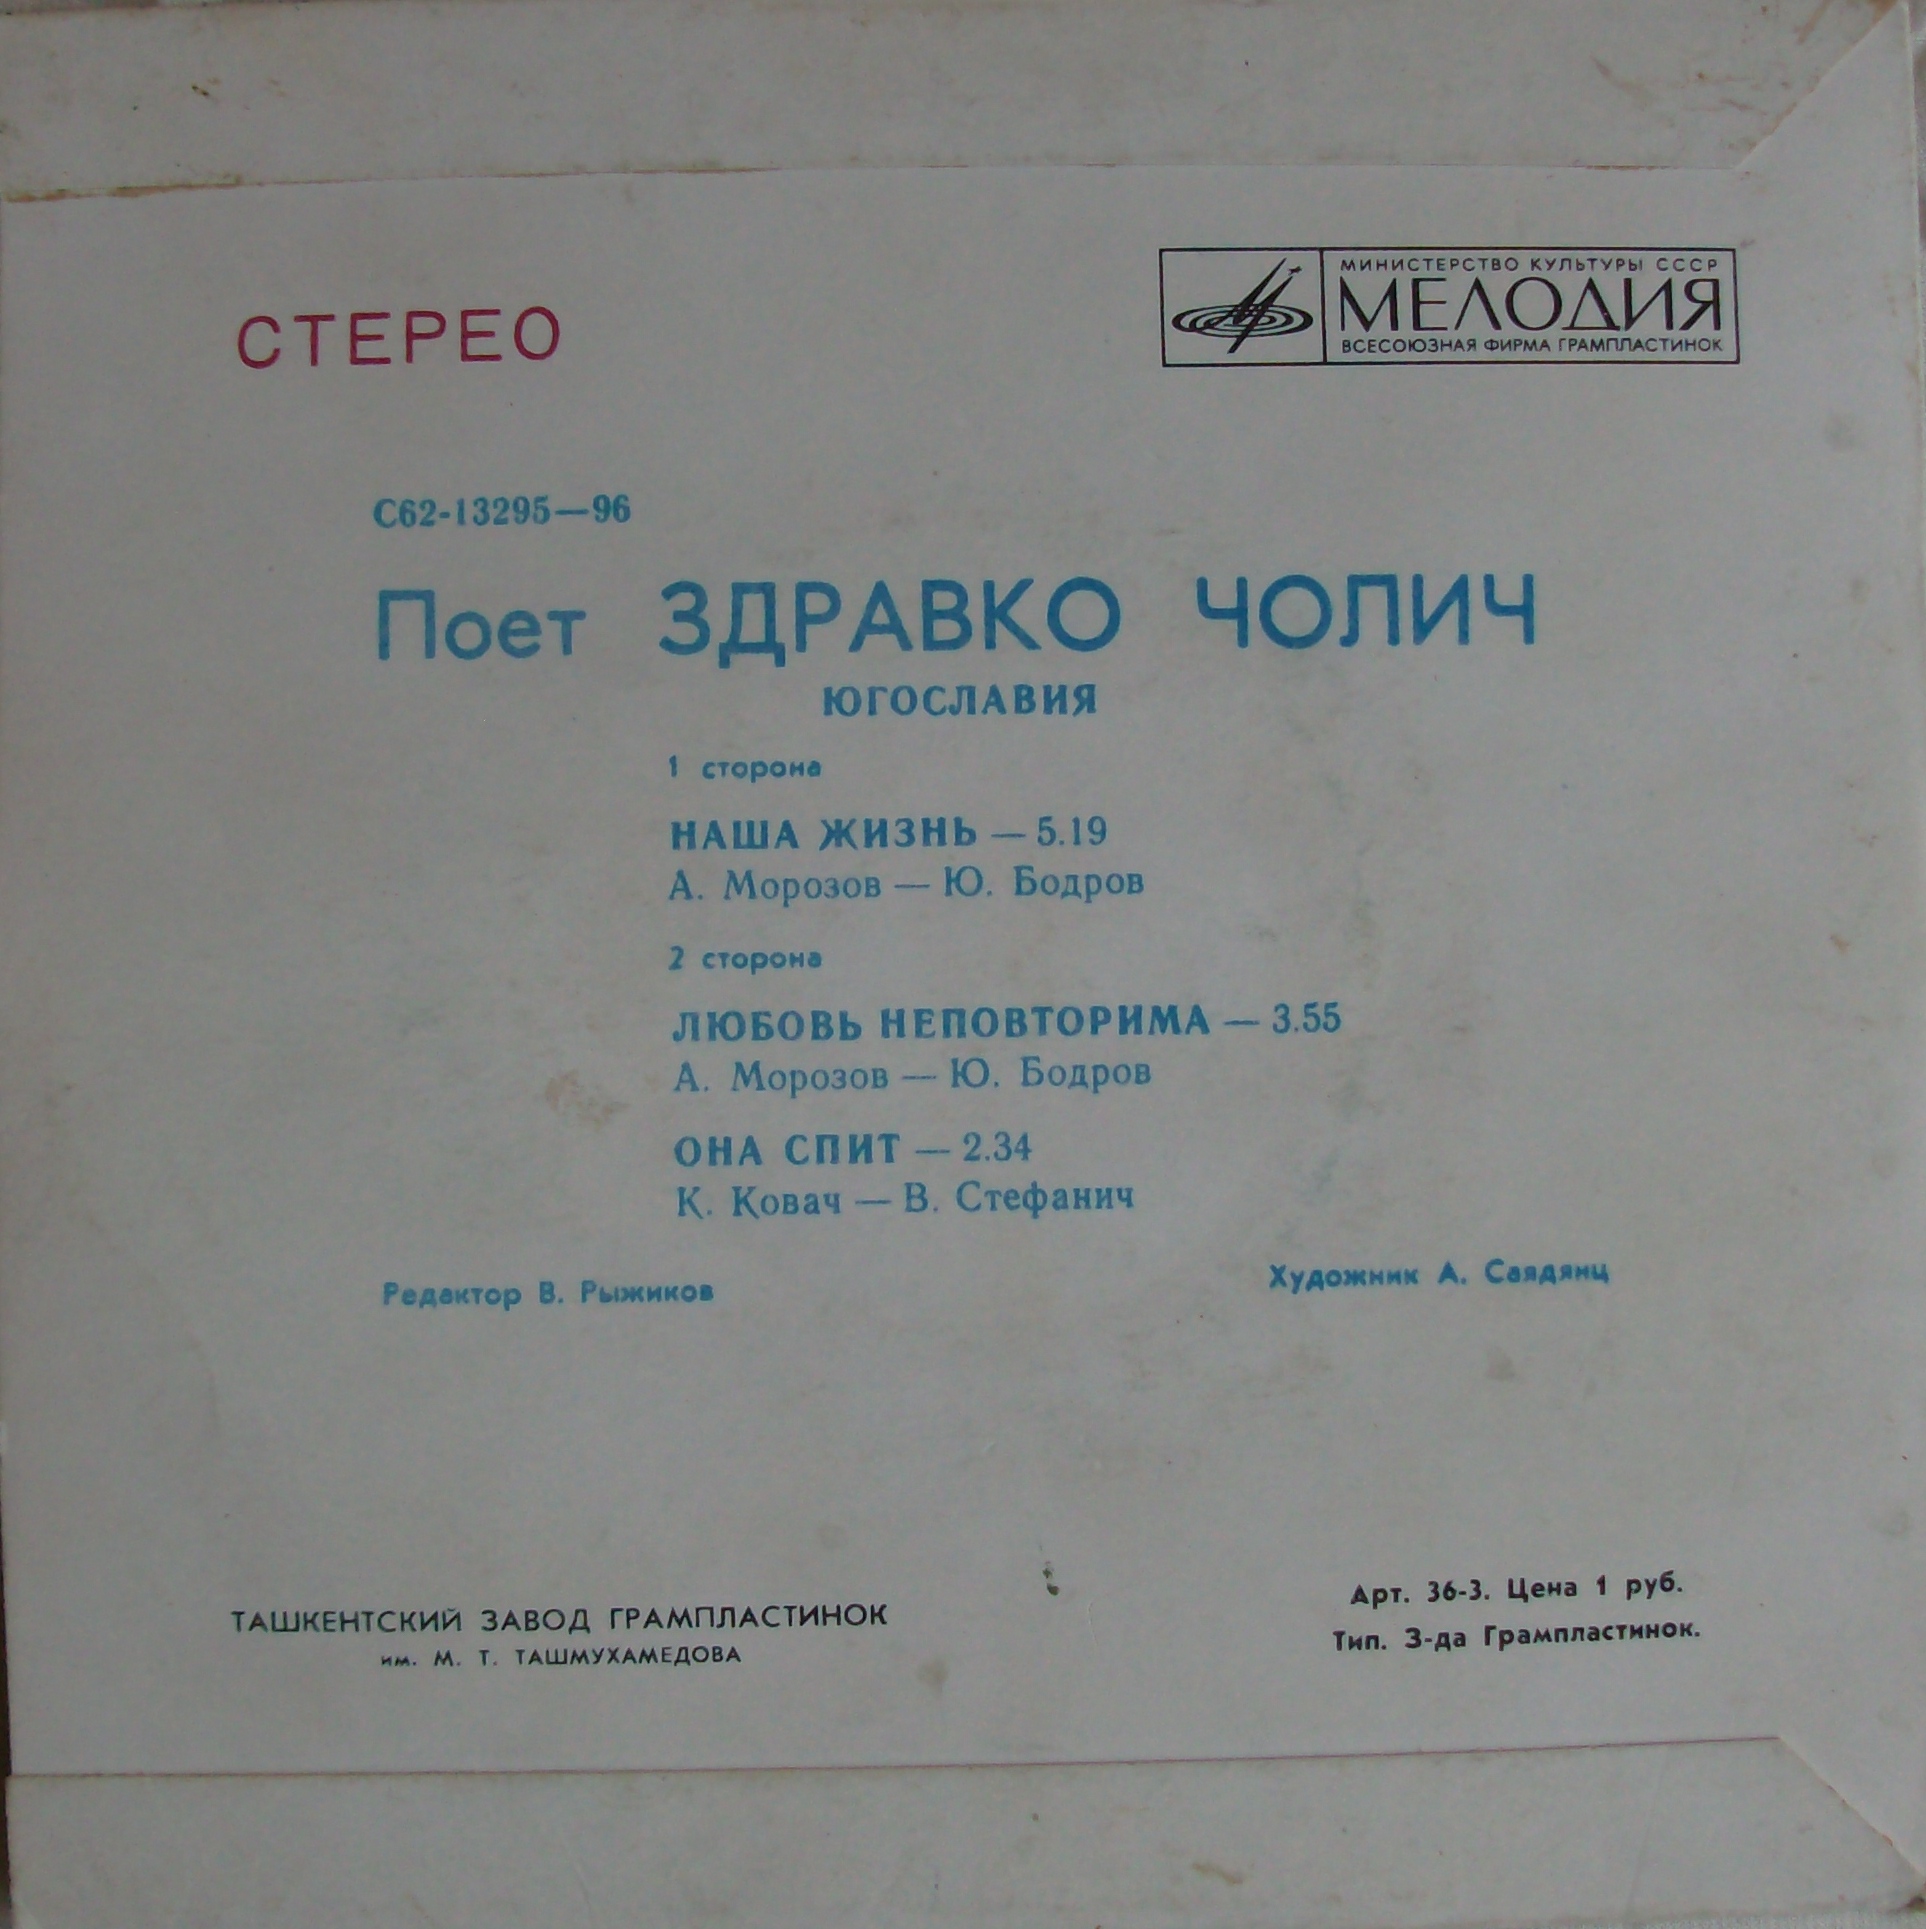 СТЕРЕО
МИНИСТЕРСТВО КУЛЬТУРЫ СССР
МЕЛОДИЯ
ВСЕСОЮЗНАЯ ФИРМА ГРАМПЛАСТИНОК
С62-13295—96
Поет ЗДРАВКО ЧОЛИЧ
ЮГОСЛАВИЯ
1 сторона
НАША ЖИЗНЬ — 5.19
А. Морозов — Ю. Бодров
2 сторона
ЛЮБОВЬ НЕПОВТОРИМА — 3.55
А. Морозов — Ю. Бодров
ОНА СПИТ — 2.34
К. Ковач — В. Стефанич
Редактор В. Рыжиков
Художник А. Саядянц
ТАШКЕНТСКИЙ ЗАВОД ГРАМПЛАСТИНОК
им. М. Т. ТАШМУХАМЕДОВА
Арт. 36-3. Цена 1 руб.
Тип. З-да Грампластинок.